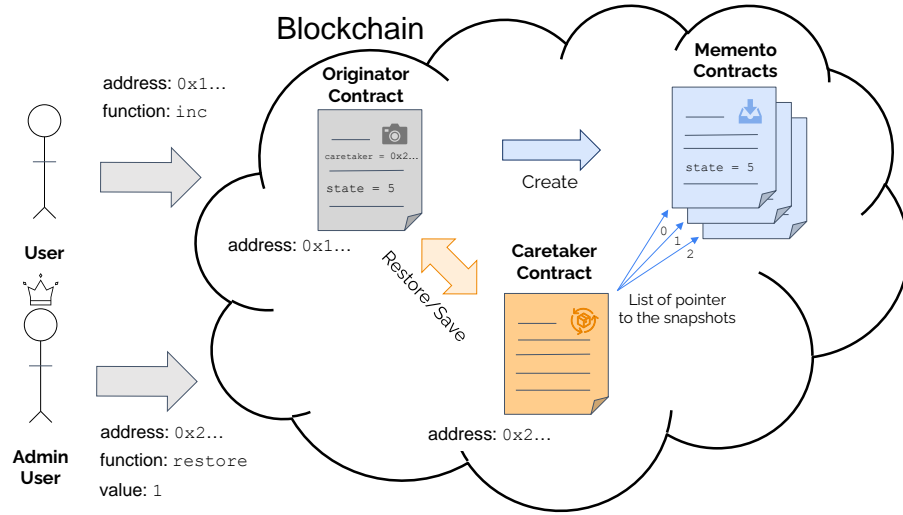 Blockchain
address: 0x1...
function: inc
User
Originator
Contract
caretaker = 0x2...
state = 5
address: 0x1...
Create
Memento
Contracts
state = 5
Restore/Save
Caretaker
Contract
0
1
2
List of pointer
to the snapshots
address: 0x2...
Admin
User
address: 0x2...
function: restore
value: 1